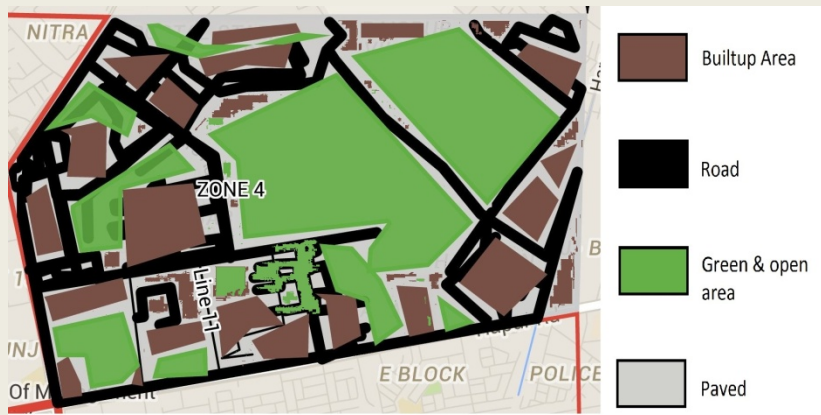 NITRA
Builtup Area
Road
ZONE 4
Green & open
area
Line-11
E BLOCK
POLICE
Paved
Of